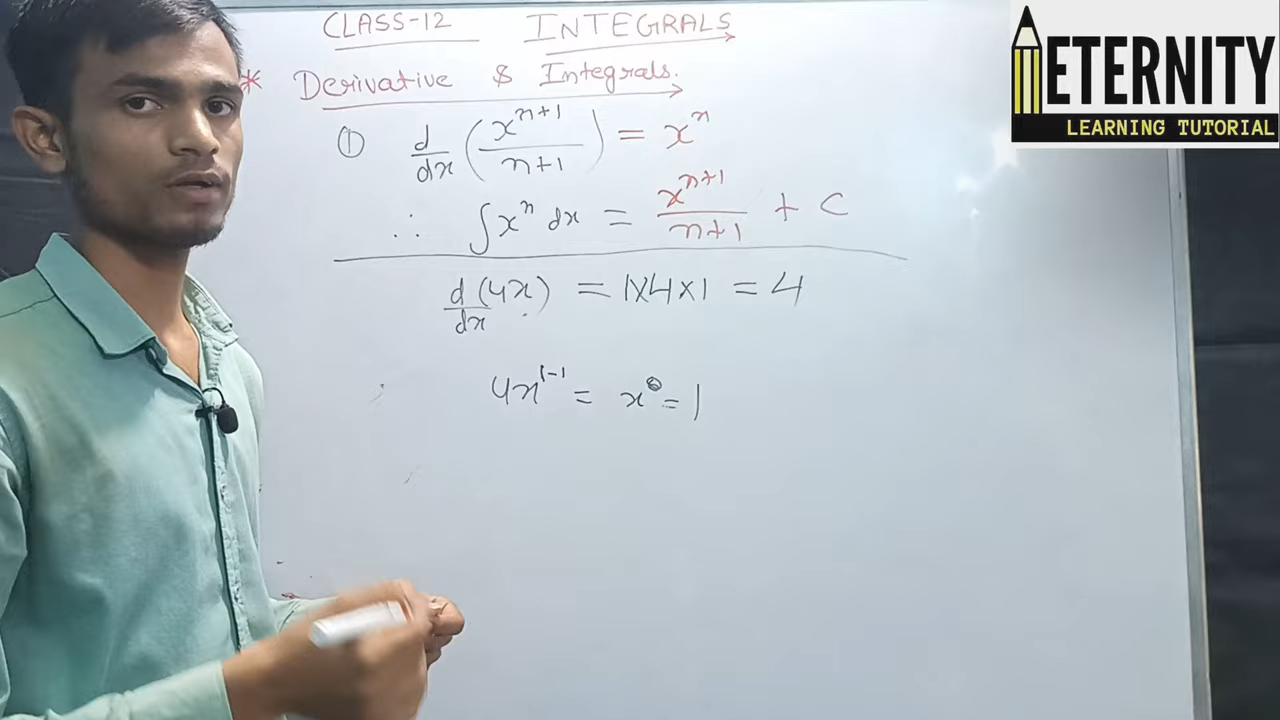 CLASS-12 INTEGRALS
* Derivative & Integrals.
① d/dx (x^(n+1)/(n+1)) = x^n
∴ ∫x^n dx = x^(n+1)/(n+1) + C
d/dx (4x) = 1×4×1 = 4
4x^(1-1) = x^0 = 1
ETERNITY
LEARNING TUTORIAL